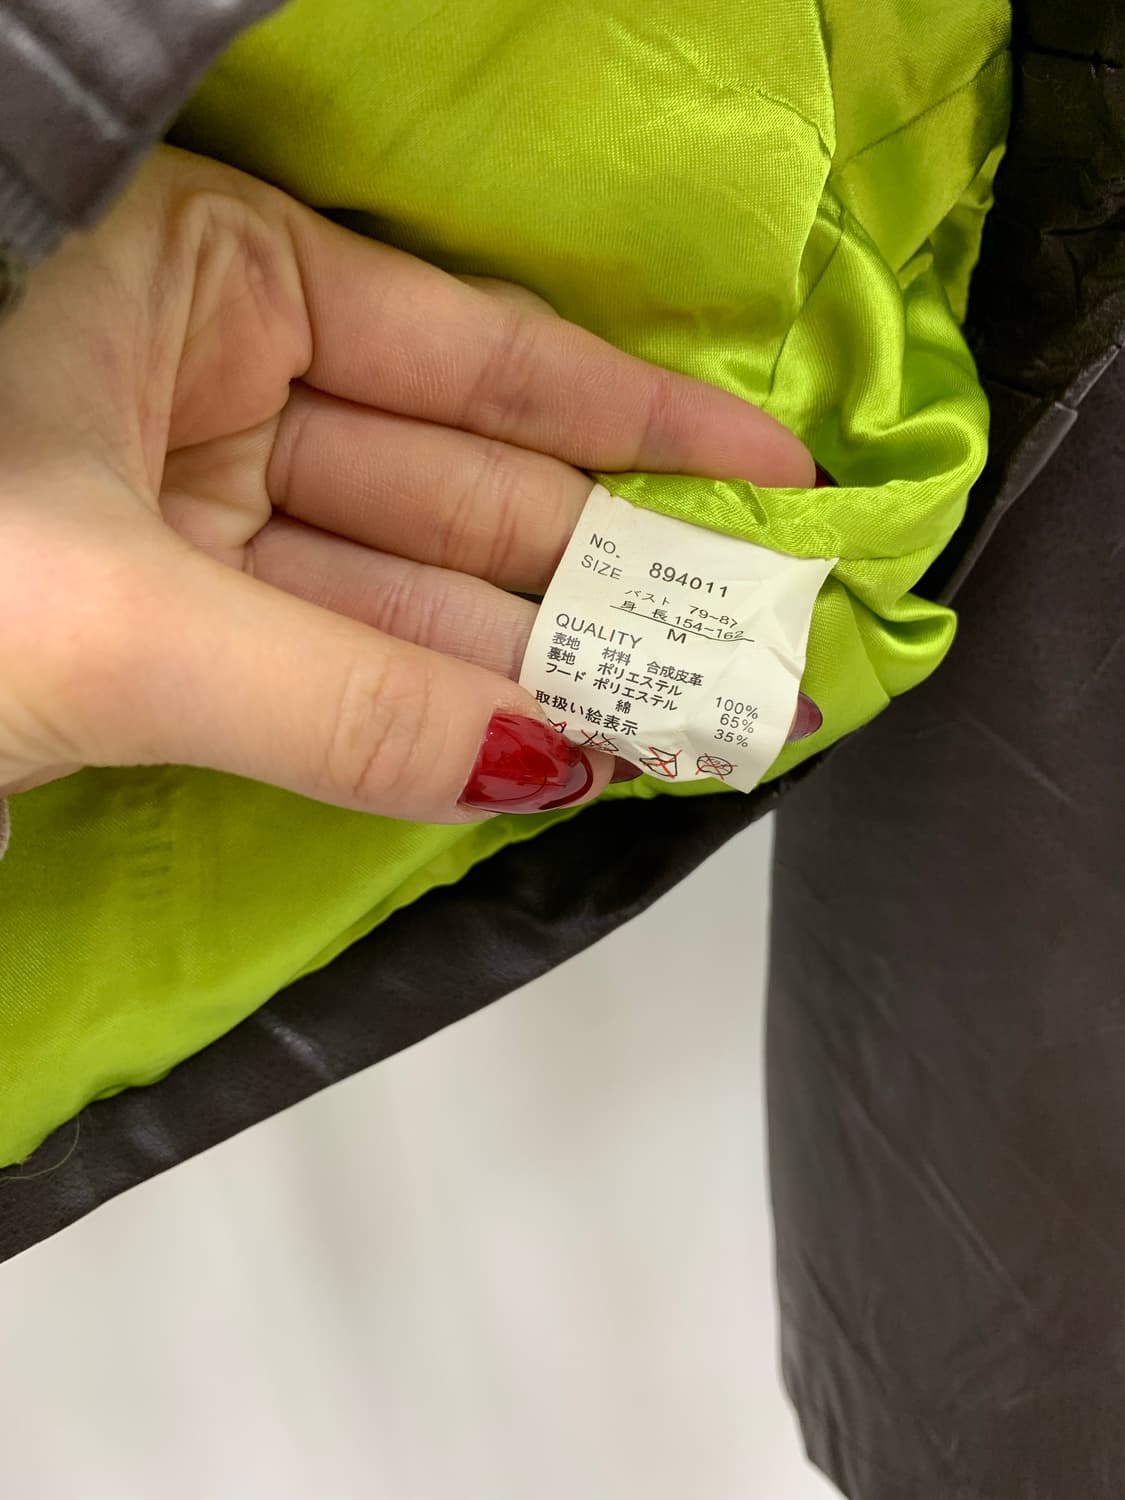 NO. 894011
SIZE
バスト 79-87
身 長 154-162
M
QUALITY
表地 材料 合成皮革
裏地 ポリエステル 100%
フード ポリエステル 65%
綿 35%
取扱い絵表示